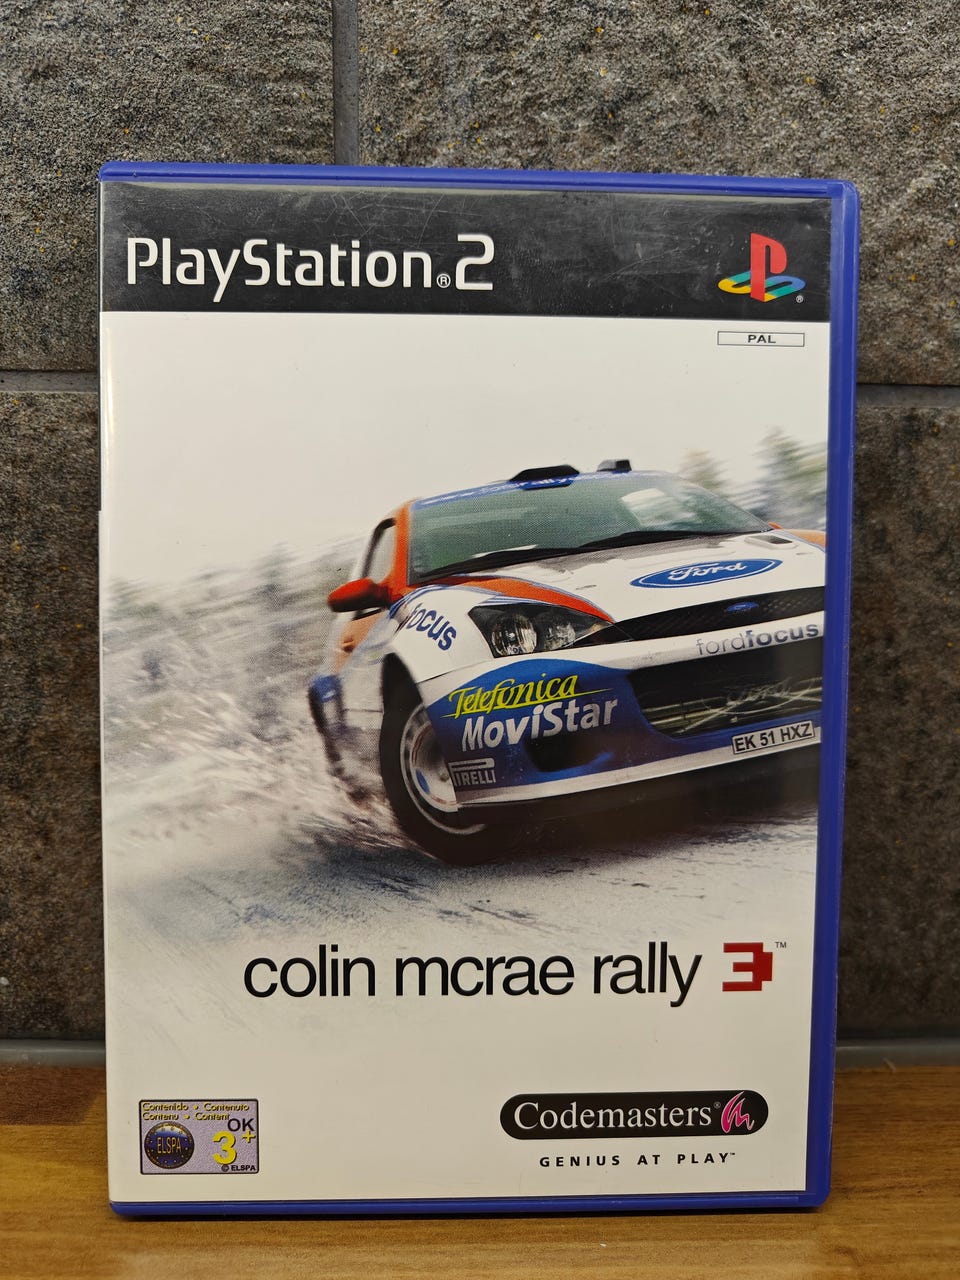 PlayStation®2
®
PAL
Ford
focus
fordfocus
Telefonica
MoviStar
EK 51 HXZ
PIRELLI
colin mcrae rally 3™
Contenido • Contenuto
Contenu • Content
OK
ELSPA
3+
© ELSPA
Codemasters®
GENIUS AT PLAY™